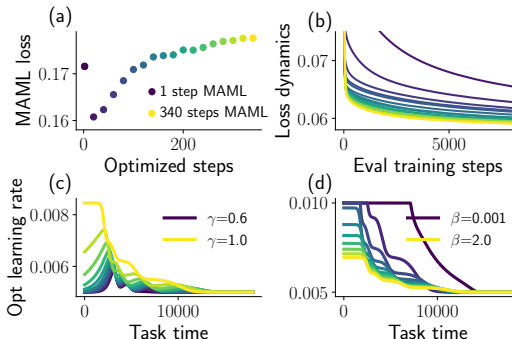 (a)
MAML loss
0.17
0.16
1 step MAML
340 steps MAML
0
200
Optimized steps
(b)
Loss dynamics
0.07
0.06
0
5000
Eval training steps
(c)
Opt learning rate
0.008
0.006
γ=0.6
γ=1.0
0
10000
Task time
(d)
0.010
0.005
β=0.001
β=2.0
0
10000
Task time